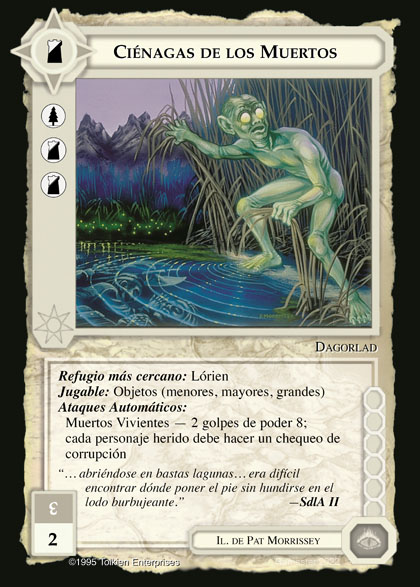 Ciénagas de los Muertos
Dagorlad
Refugio más cercano: Lórien
Jugable: Objetos (menores, mayores, grandes)
Ataques Automáticos:
Muertos Vivientes — 2 golpes de poder 8;
cada personaje herido debe hacer un chequeo de
corrupción
“… abriéndose en bastas lagunas… era difícil
encontrar dónde poner el pie sin hundirse en el
lodo burbujeante.” —SdlA II
3
2
Il. de Pat Morrissey
©1995 Tolkien Enterprises